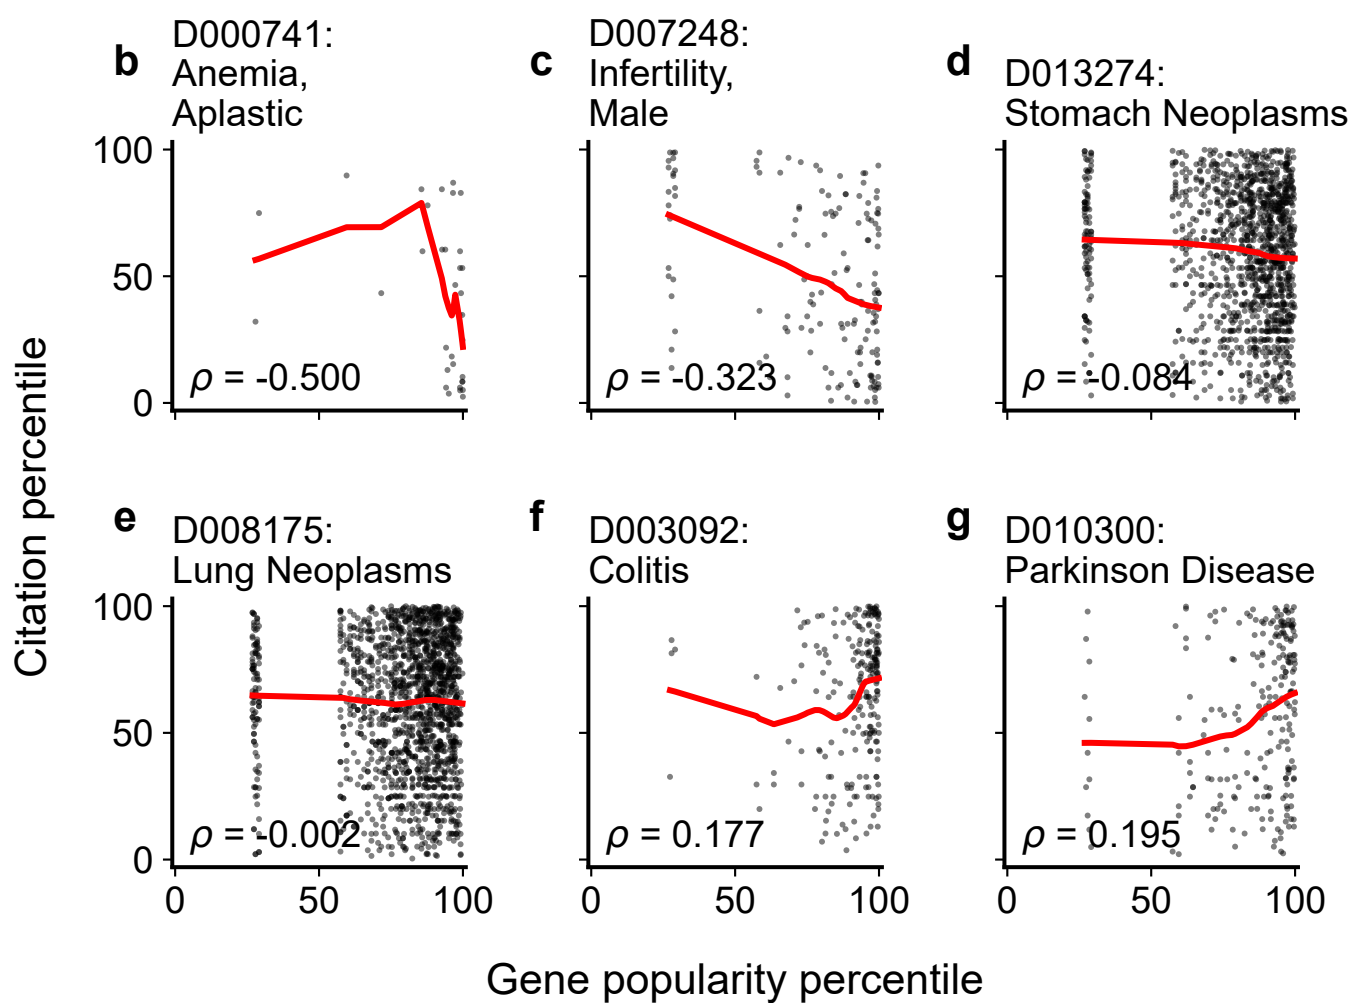 b
D000741:
Anemia,
Aplastic
c
D007248:
Infertility,
Male
d
D013274:
Stomach Neoplasms
100
50
0
ρ = -0.500
ρ = -0.323
ρ = -0.084
Citation percentile
e
D008175:
Lung Neoplasms
f
D003092:
Colitis
g
D010300:
Parkinson Disease
100
50
0
ρ = -0.002
ρ = 0.177
ρ = 0.195
0 50 100
0 50 100
0 50 100
Gene popularity percentile